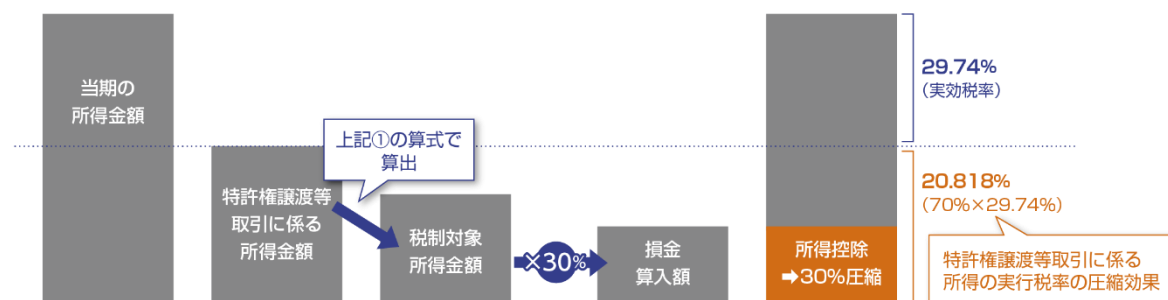 当期の
所得金額
特許権譲渡等
取引に係る
所得金額
上記①の算式で
算出
税制対象
所得金額
×30%
損金
算入額
所得控除
➡30%圧縮
29.74%
(実効税率)
20.818%
(70%×29.74%)
特許権譲渡等取引に係る
所得の実行税率の圧縮効果